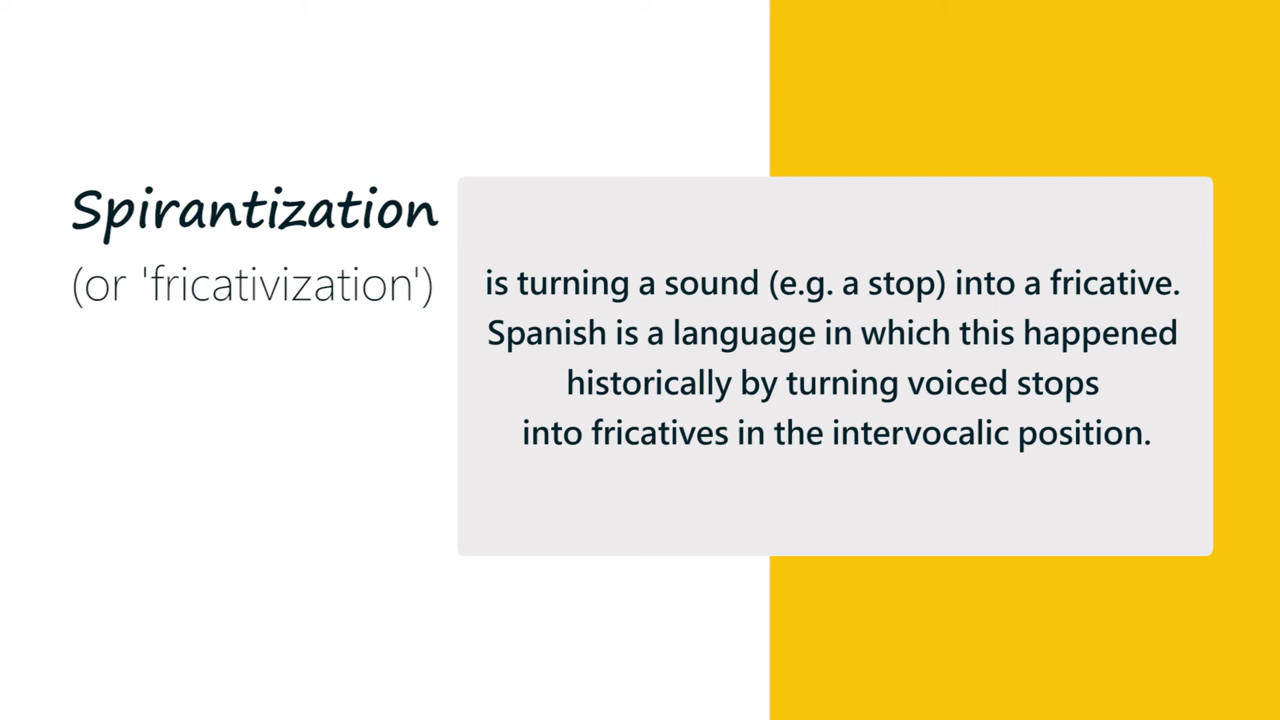 Spirantization
(or 'fricativization')
is turning a sound (e.g. a stop) into a fricative.
Spanish is a language in which this happened
historically by turning voiced stops
into fricatives in the intervocalic position.